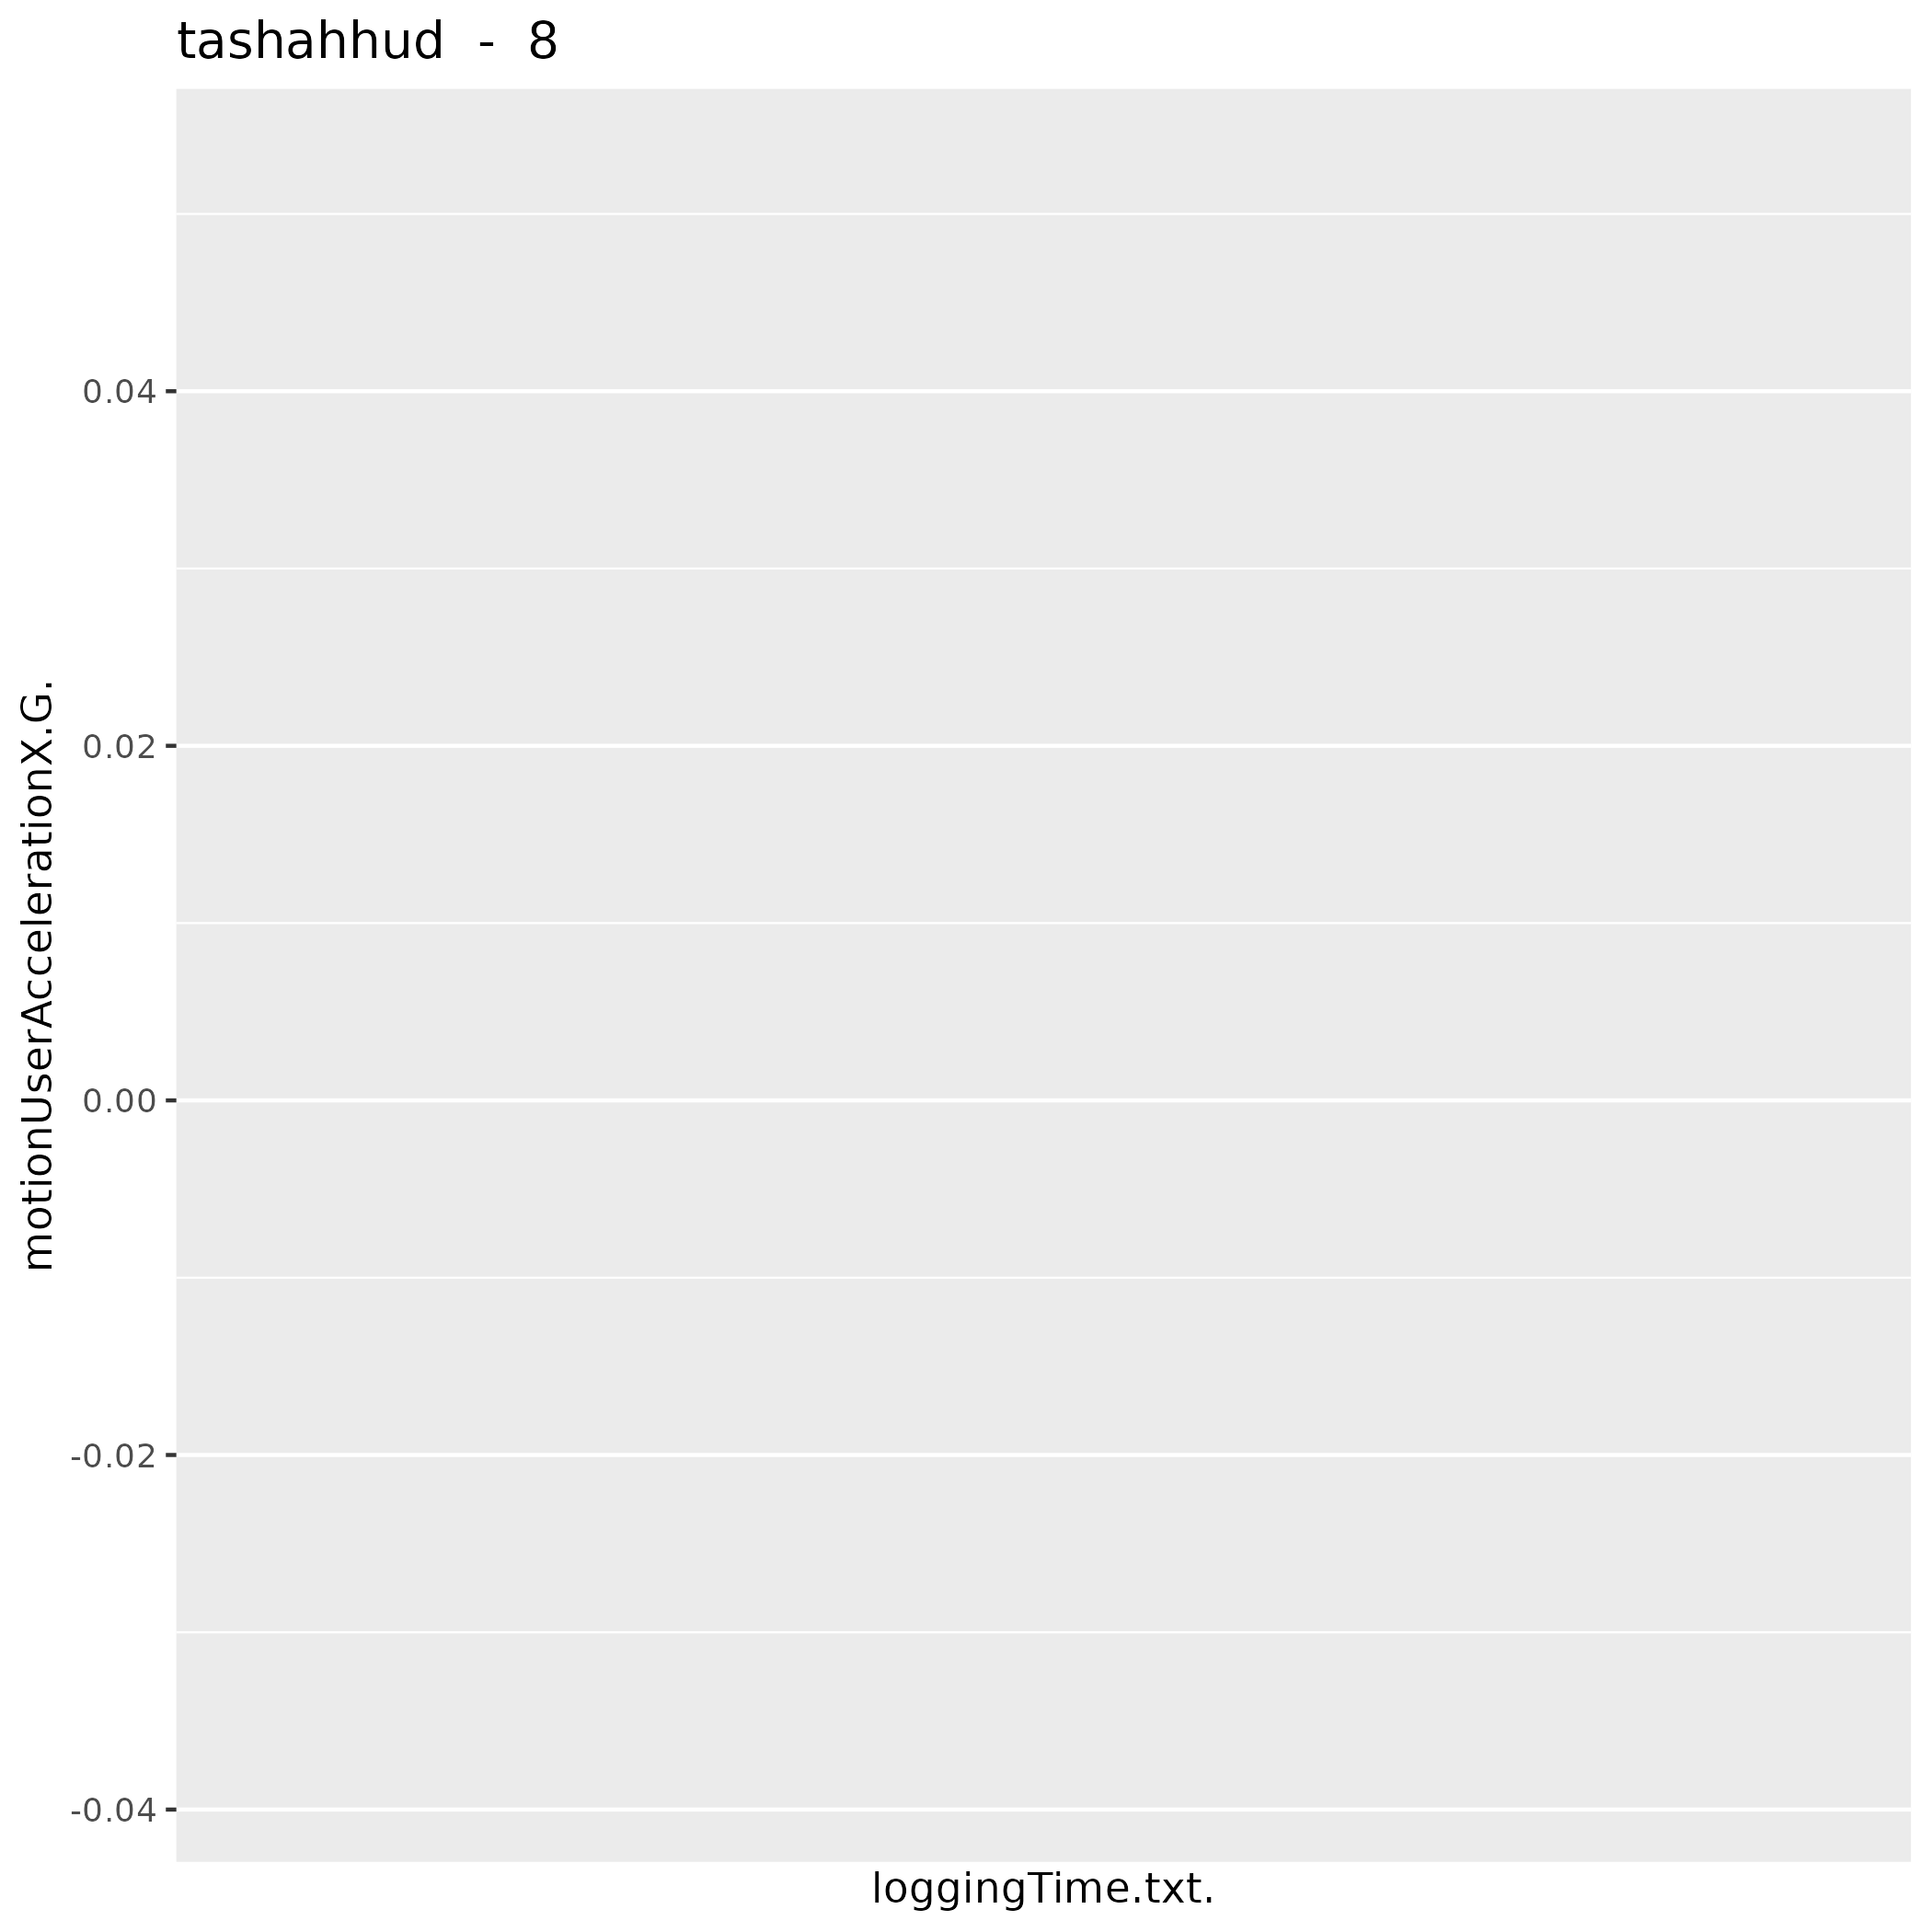 tashahhud - 8
motionUserAccelerationX.G.
0.04
0.02
0.00
-0.02
-0.04
loggingTime.txt.